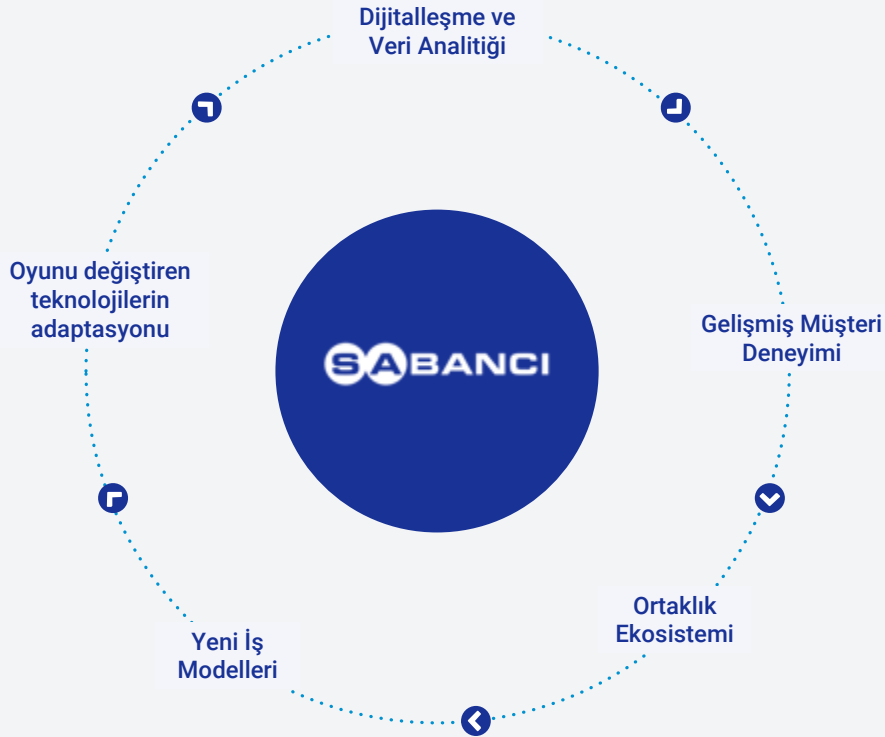 Dijitalleşme ve
Veri Analitiği
Oyunu değiştiren
teknolojilerin
adaptasyonu
Gelişmiş Müşteri
Deneyimi
SABANCI
Ortaklık
Ekosistemi
Yeni İş
Modelleri